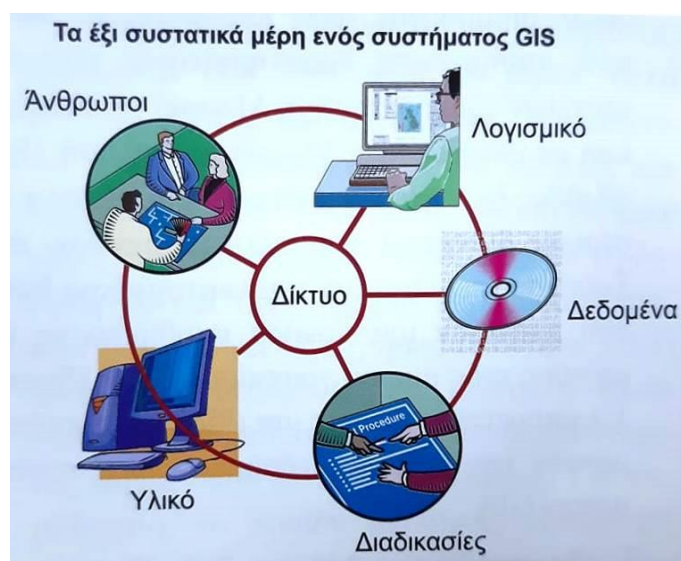 Τα έξι συστατικά μέρη ενός συστήματος GIS
Άνθρωποι
Λογισμικό
Δίκτυο
Δεδομένα
Procedure
Υλικό
Διαδικασίες